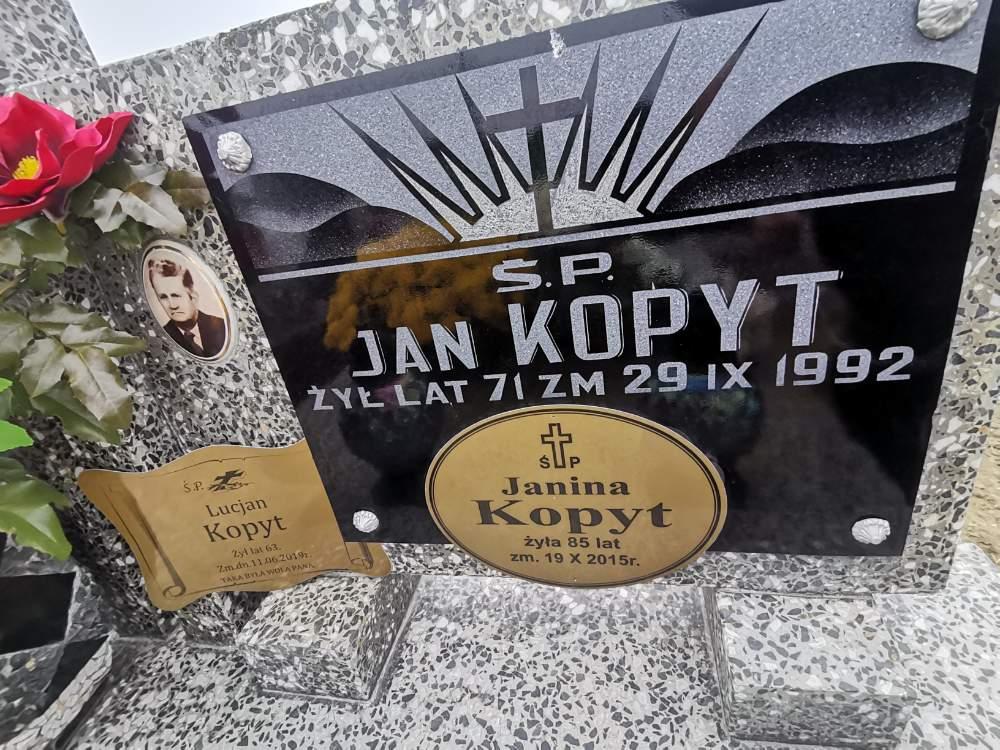 Ś.P.
JAN KOPYT
ŻYŁ LAT 71 ZM 29 IX 1992
Ś P
Janina
Kopyt
żyła 85 lat
zm. 19 X 2015r.
Ś.P.
Lucjan
Kopyt
Żył lat 63.
Zm.dn.11.06.2019r.
TAKA BYŁA WOLA PANA